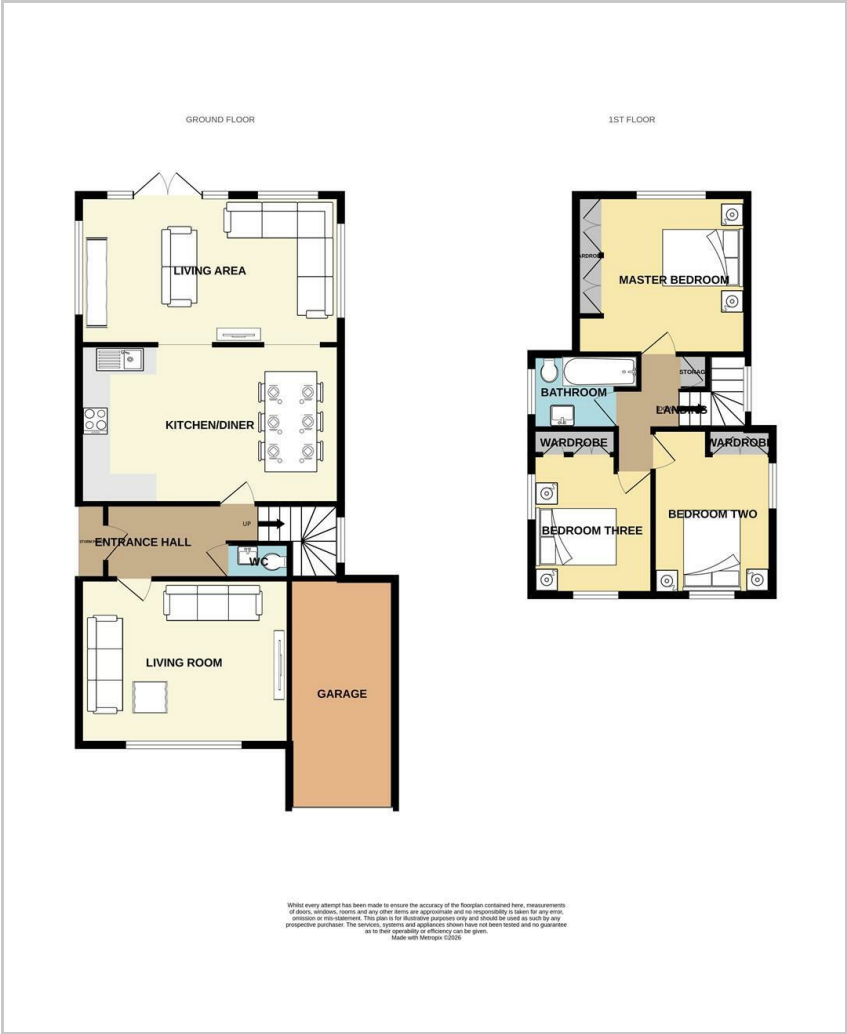 GROUND FLOOR
1ST FLOOR
LIVING AREA
KITCHEN/DINER
UP
ENTRANCE HALL
WC
LIVING ROOM
GARAGE
MASTER BEDROOM
STORAGE
BATHROOM
LANDING
WARDROBE
WARDROBE
BEDROOM TWO
BEDROOM THREE
Whilst every attempt has been made to ensure the accuracy of the floorplan contained here, measurements
of doors, windows, rooms and any other items are approximate and no responsibility is taken for any error,
omission or mis-statement. This plan is for illustrative purposes only and should be used as such by any
prospective purchaser. The services, systems and appliances shown have not been tested and no guarantee
as to their operability or efficiency can be given.
Made with Metropix ©2026